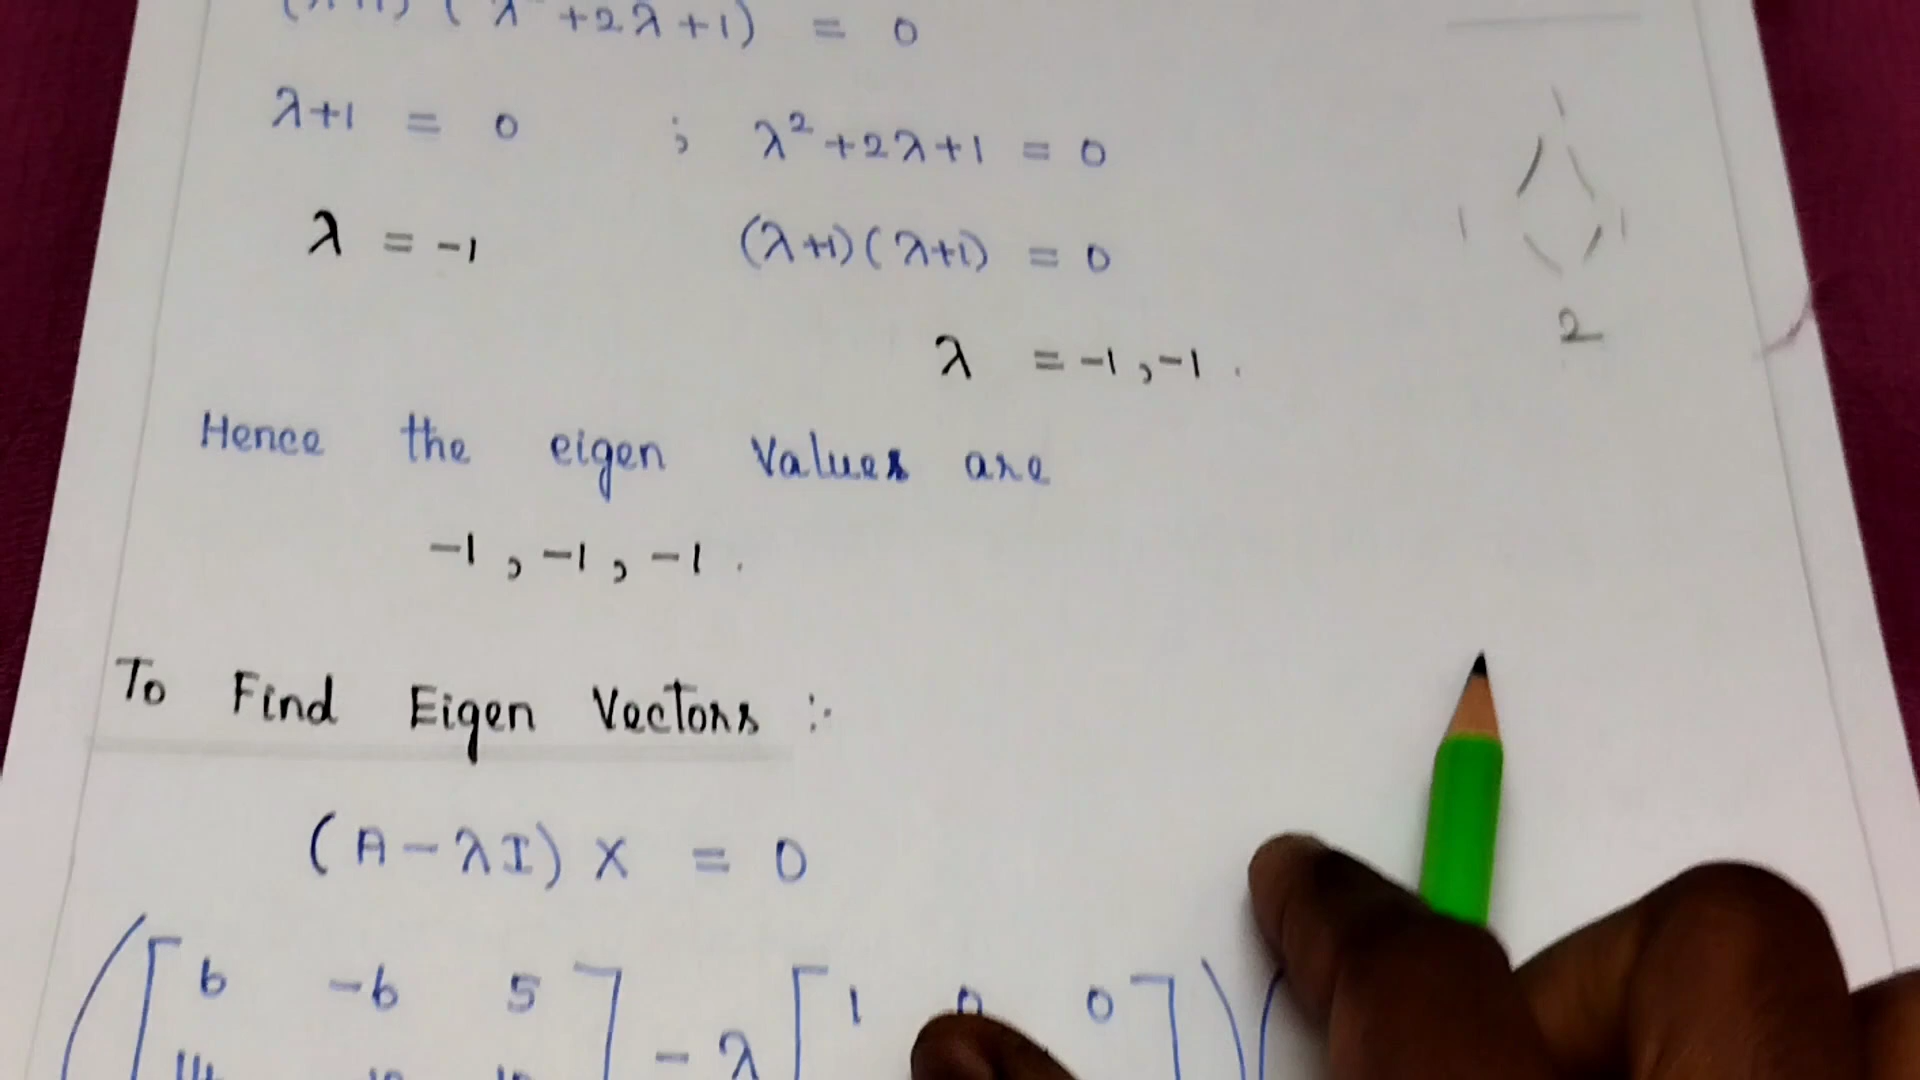 (λ+1) (λ²+2λ+1) = 0
λ+1 = 0 ; λ²+2λ+1 = 0
λ = -1 (λ+1)(λ+1) = 0
λ = -1, -1.
2
Hence the eigen values are
-1, -1, -1.
To Find Eigen Vectors :-
(A-λI) X = 0
([6 -6 5] - λ [1 0 0])(